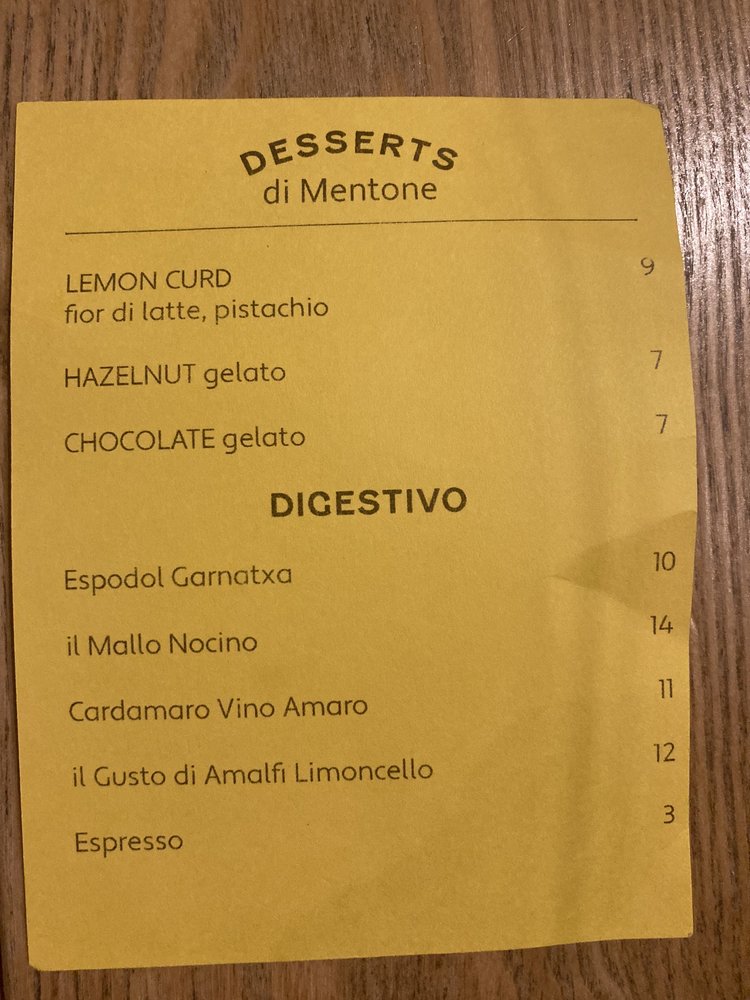 DESSERTS
di Mentone
LEMON CURD 9
fior di latte, pistachio
HAZELNUT gelato 7
CHOCOLATE gelato 7
DIGESTIVO
Espodol Garnatxa 10
il Mallo Nocino 14
Cardamaro Vino Amaro 11
il Gusto di Amalfi Limoncello 12
Espresso 3